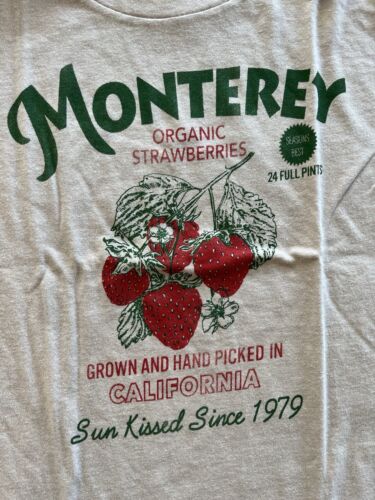 MONTEREY
ORGANIC
STRAWBERRIES
SEASON'S
BEST
24 FULL PINTS
GROWN AND HAND PICKED IN
CALIFORNIA
Sun Kissed Since 1979